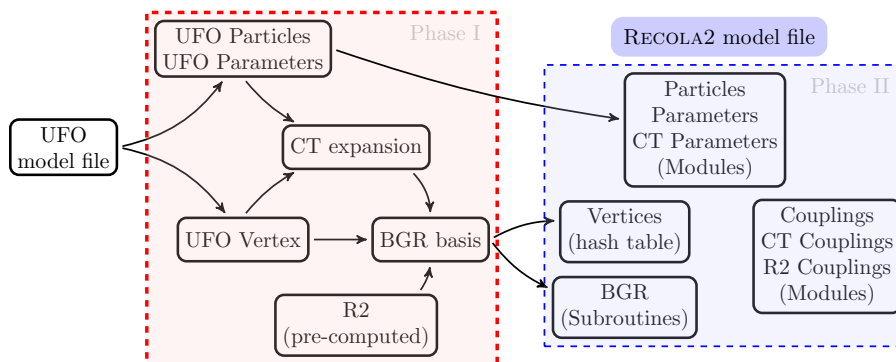 UFO Particles
UFO Parameters
Phase I
RECOLA2 model file
Particles
Parameters
CT Parameters
(Modules)
Phase II
UFO
model file
CT expansion
UFO Vertex
BGR basis
Vertices
(hash table)
Couplings
CT Couplings
R2 Couplings
(Modules)
R2
(pre-computed)
BGR
(Subroutines)